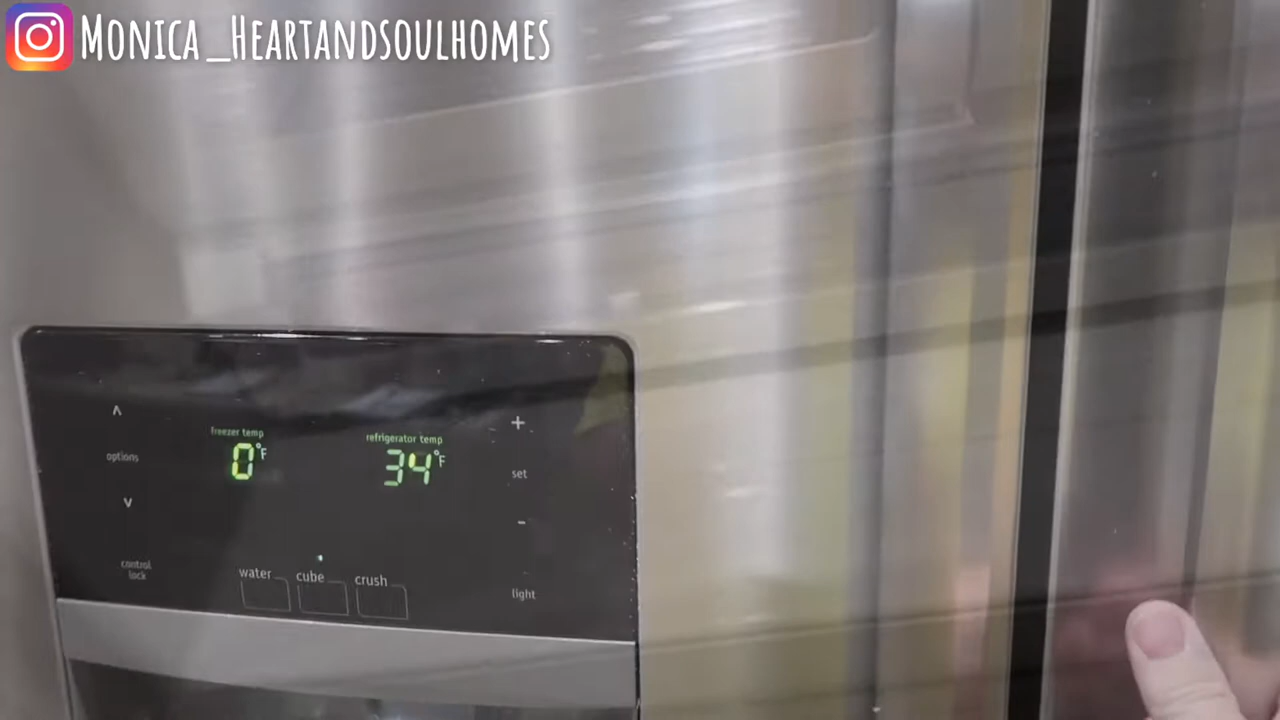 Monica_Heartandsoulhomes
^
freezer temp
refrigerator temp
+
options
0°F
34°F
set
v
-
control
lock
water
cube
crush
light